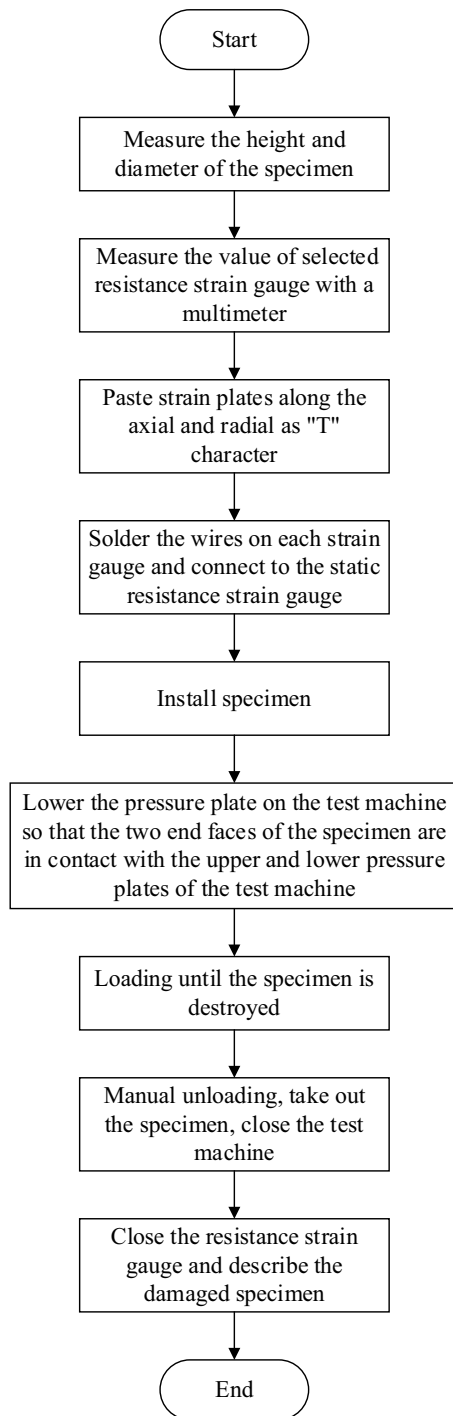 Start
Measure the height and
diameter of the specimen
Measure the value of selected
resistance strain gauge with a
multimeter
Paste strain plates along the
axial and radial as "T"
character
Solder the wires on each strain
gauge and connect to the static
resistance strain gauge
Install specimen
Lower the pressure plate on the test machine
so that the two end faces of the specimen are
in contact with the upper and lower pressure
plates of the test machine
Loading until the specimen is
destroyed
Manual unloading, take out
the specimen, close the test
machine
Close the resistance strain
gauge and describe the
damaged specimen
End